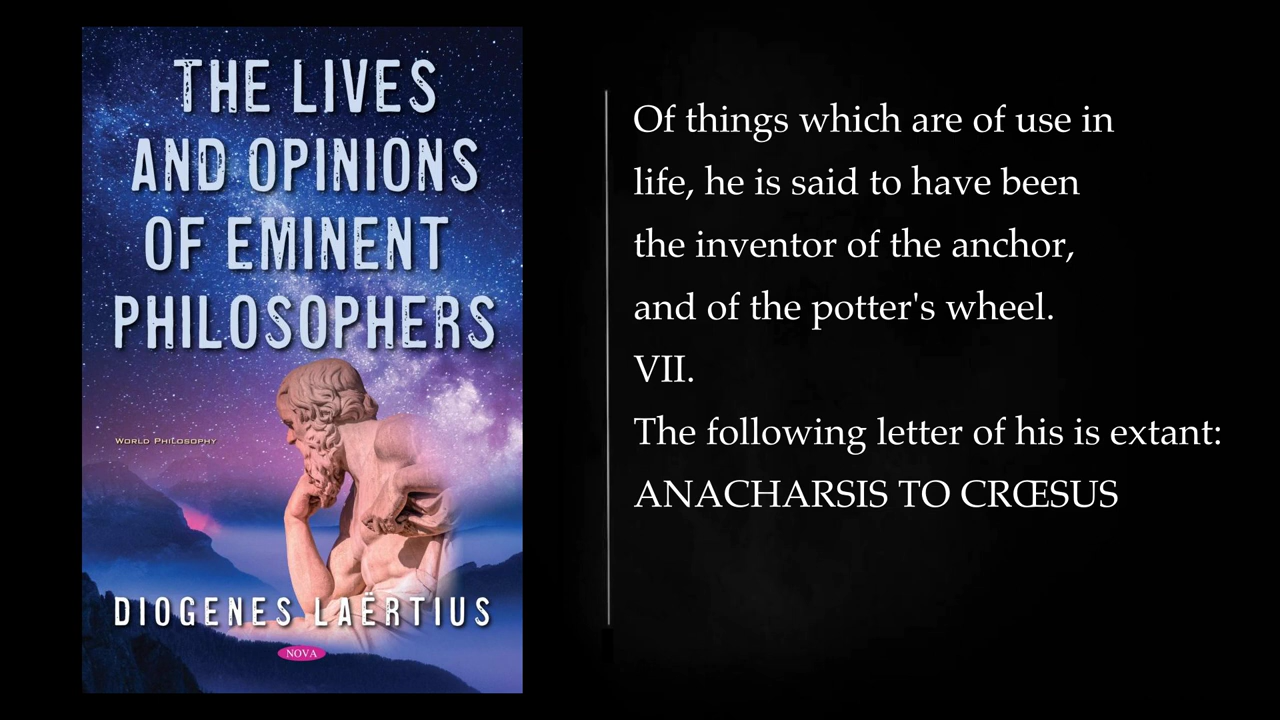 THE LIVES
AND OPINIONS
OF EMINENT
PHILOSOPHERS
WORLD PHILOSOPHY
DIOGENES LAËRTIUS
NOVA
Of things which are of use in
life, he is said to have been
the inventor of the anchor,
and of the potter's wheel.
VII.
The following letter of his is extant:
ANACHARSIS TO CRŒSUS